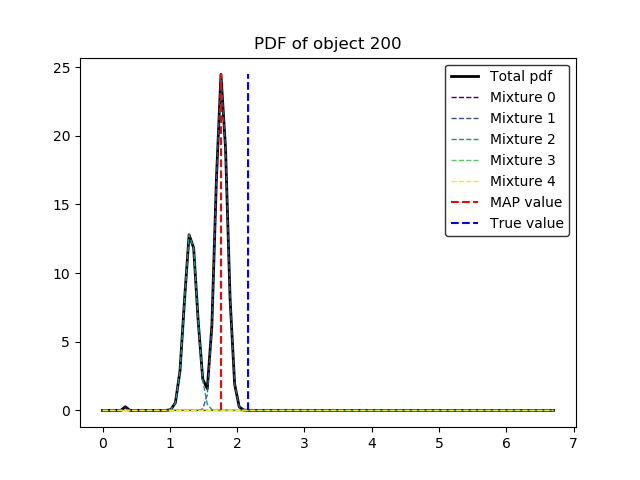 PDF of object 200
25
20
15
10
5
0
0 1 2 3 4 5 6 7
Total pdf
Mixture 0
Mixture 1
Mixture 2
Mixture 3
Mixture 4
MAP value
True value